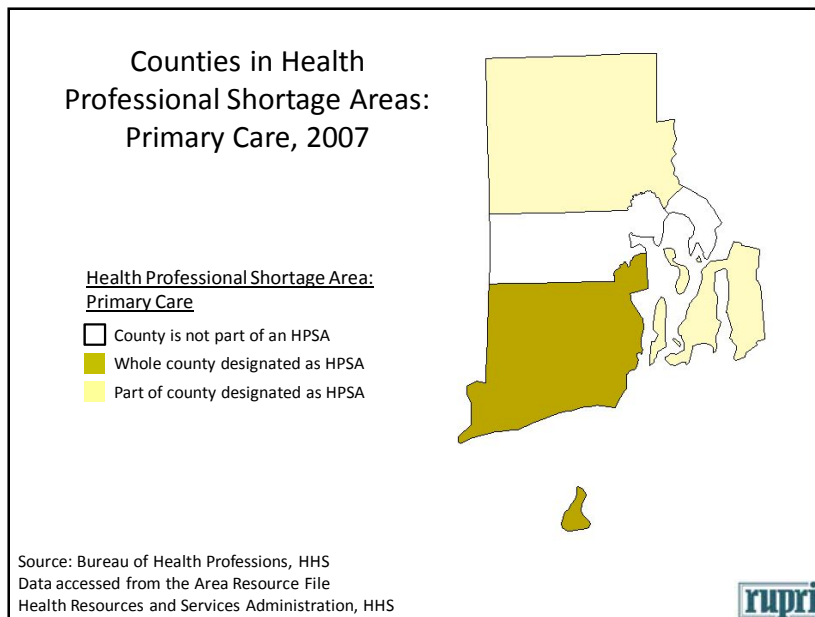 Counties in Health
Professional Shortage Areas:
Primary Care, 2007
Health Professional Shortage Area:
Primary Care
County is not part of an HPSA
Whole county designated as HPSA
Part of county designated as HPSA
Source: Bureau of Health Professions, HHS
Data accessed from the Area Resource File
Health Resources and Services Administration, HHS
rupri